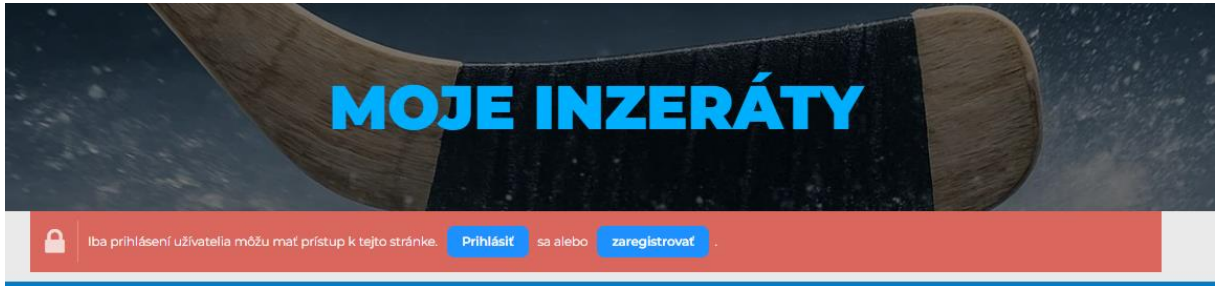 MOJE INZERÁTY
Iba prihlásení užívatelia môžu mať prístup k tejto stránke. Prihlásiť sa alebo zaregistrovať .